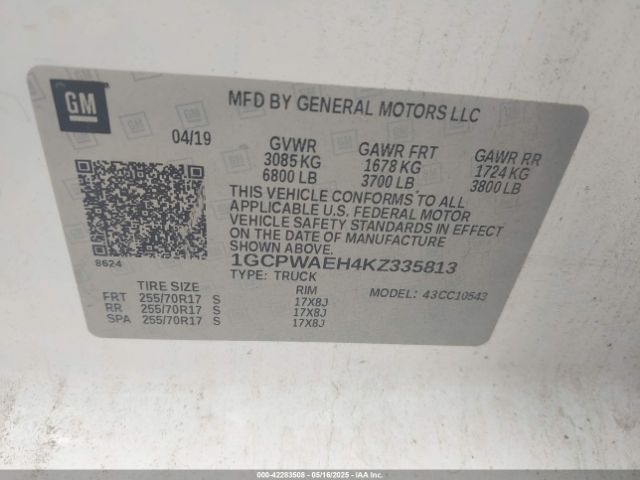 GM
MFD BY GENERAL MOTORS LLC
04/19
GVWR
3085 KG
6800 LB
GAWR FRT
1678 KG
3700 LB
GAWR RR
1724 KG
3800 LB
THIS VEHICLE CONFORMS TO ALL
APPLICABLE U.S. FEDERAL MOTOR
VEHICLE SAFETY STANDARDS IN EFFECT
ON THE DATE OF MANUFACTURE
SHOWN ABOVE.
8624
1GCPWAEH4KZ335813
TYPE: TRUCK
MODEL: 43CC10543
TIRE SIZE RIM
FRT 255/70R17 S 17X8J
RR 255/70R17 S 17X8J
SPA 255/70R17 S 17X8J
000-42283508 - 05/16/2025 - IAA Inc.